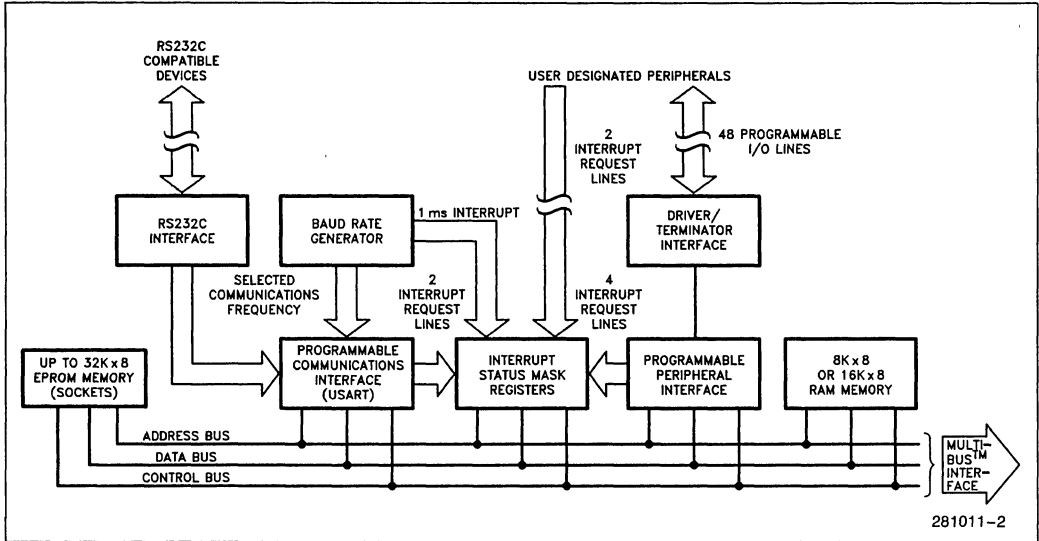 RS232C
COMPATIBLE
DEVICES
USER DESIGNATED PERIPHERALS
2
INTERRUPT
REQUEST
LINES
48 PROGRAMMABLE
I/O LINES
RS232C
INTERFACE
BAUD RATE
GENERATOR
1 ms INTERRUPT
DRIVER/
TERMINATOR
INTERFACE
SELECTED
COMMUNICATIONS
FREQUENCY
2
INTERRUPT
REQUEST
LINES
4
INTERRUPT
REQUEST
LINES
UP TO 32K x 8
EPROM MEMORY
(SOCKETS)
PROGRAMMABLE
COMMUNICATIONS
INTERFACE
(USART)
INTERRUPT
STATUS MASK
REGISTERS
PROGRAMMABLE
PERIPHERAL
INTERFACE
8K x 8
OR 16K x 8
RAM MEMORY
ADDRESS BUS
DATA BUS
CONTROL BUS
MULTI-
BUS™
INTER-
FACE
281011-2